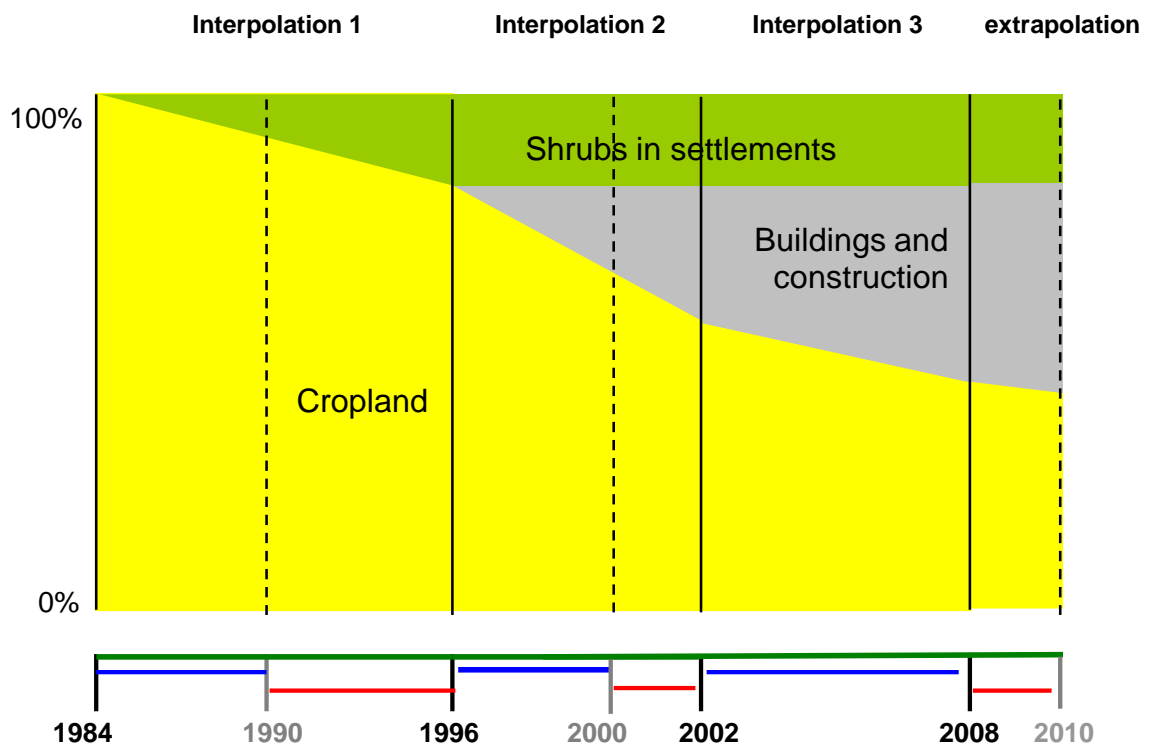 Interpolation 1
Interpolation 2
Interpolation 3
extrapolation
100%
Shrubs in settlements
Buildings and
construction
Cropland
0%
1984
1990
1996
2000
2002
2008
2010